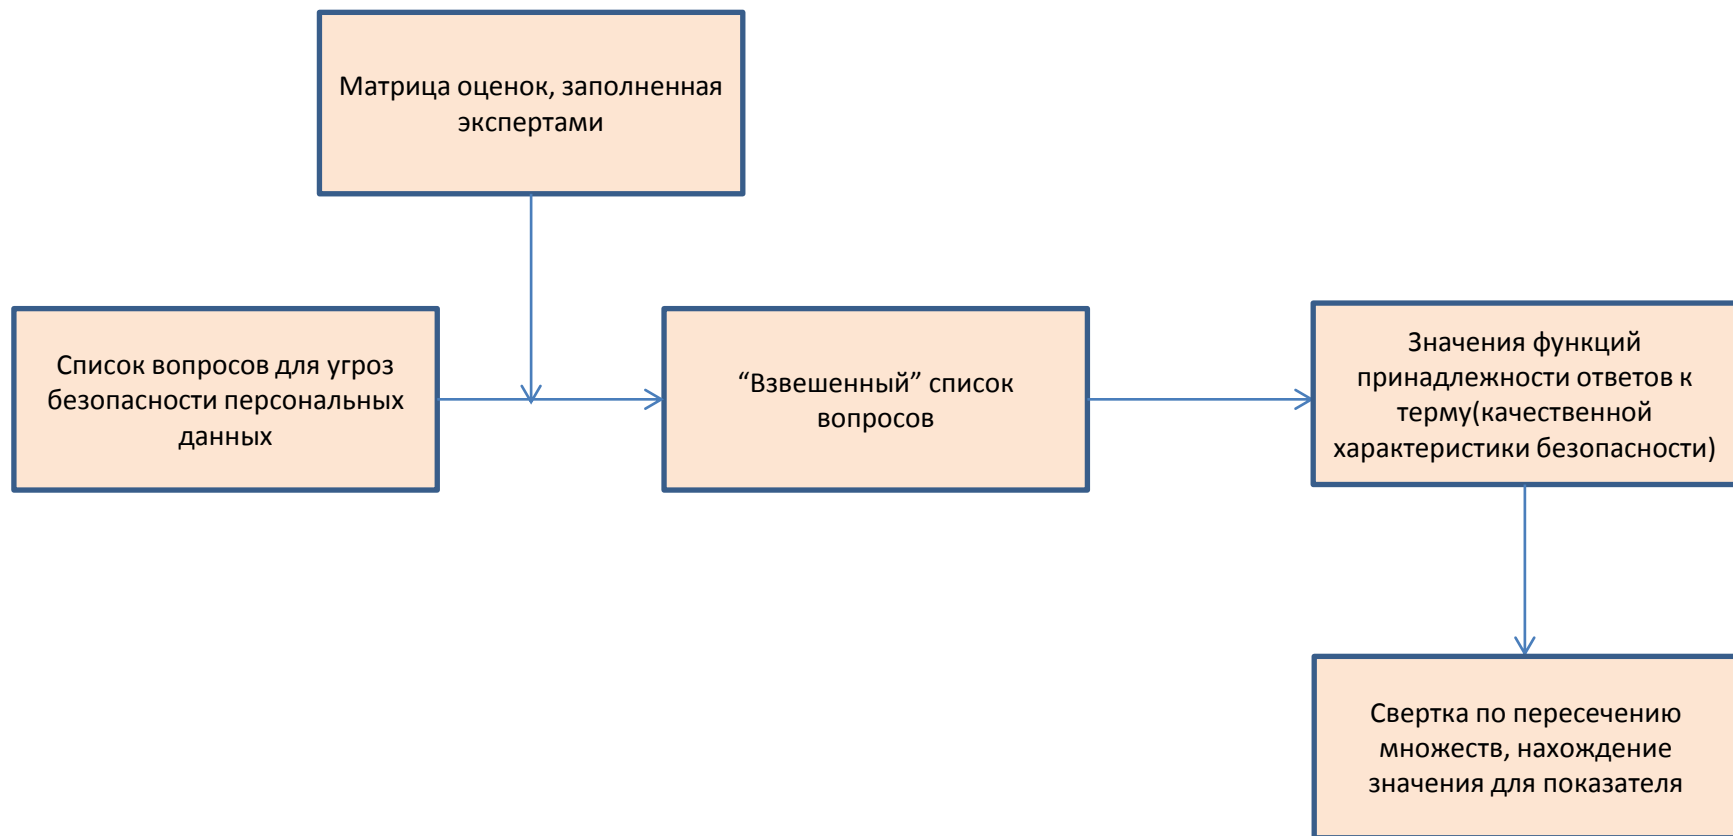 Матрица оценок, заполненная
экспертами
Список вопросов для угроз
безопасности персональных
данных
“Взвешенный” список
вопросов
Значения функций
принадлежности ответов к
терму(качественной
характеристики безопасности)
Свертка по пересечению
множеств, нахождение
значения для показателя